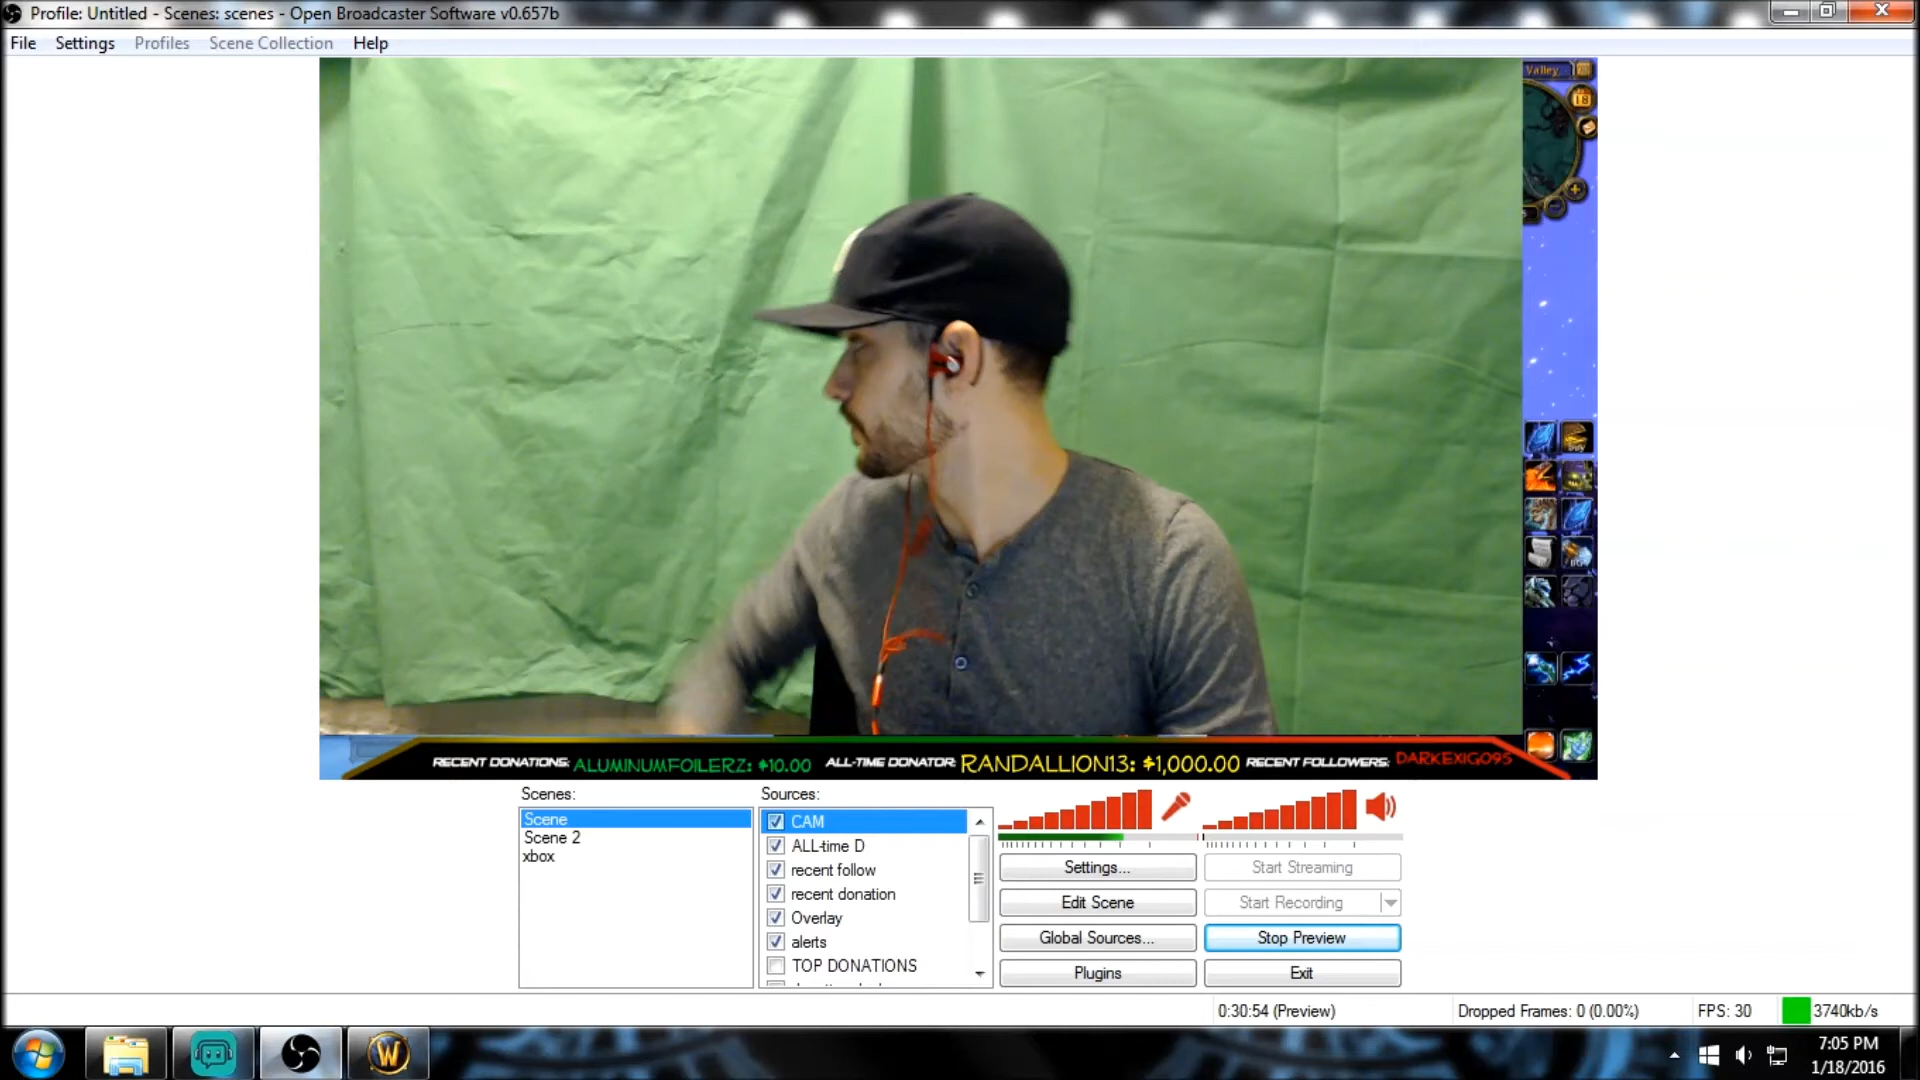 Profile: Untitled - Scenes: scenes - Open Broadcaster Software v0.657b
File Settings Profiles Scene Collection Help
Valley
18
RECENT DONATIONS: ALUMINUMFOILERZ: $10.00 ALL-TIME DONATOR: RANDALLION13: $1,000.00 RECENT FOLLOWERS: DARKEXIGO95
Scenes:
Scene
Scene 2
xbox
Sources:
CAM
ALL-time D
recent follow
recent donation
Overlay
alerts
TOP DONATIONS
Settings...
Start Streaming
Edit Scene
Start Recording
Global Sources...
Stop Preview
Plugins
Exit
0:30:54 (Preview)
Dropped Frames: 0 (0.00%)
FPS: 30
3740kb/s
7:05 PM
1/18/2016